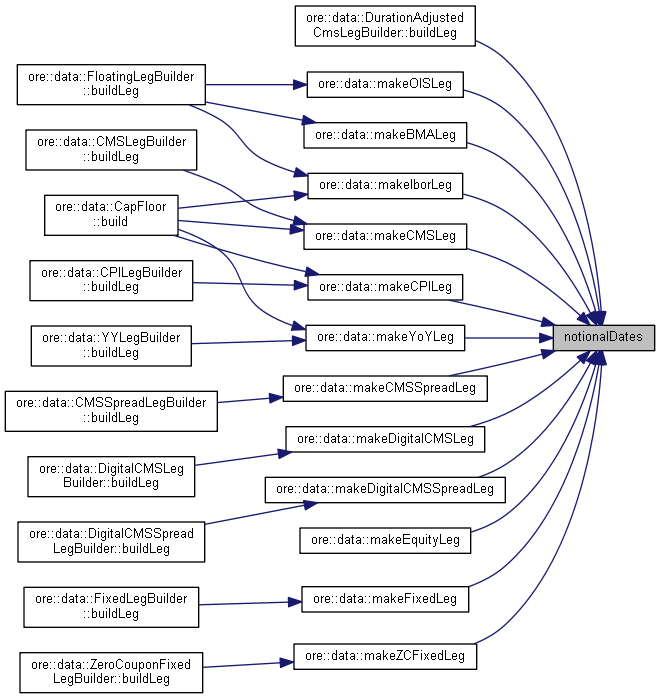 ore::data::DurationAdjusted
CmsLegBuilder::buildLeg
ore::data::FloatingLegBuilder
::buildLeg
ore::data::makeOISLeg
ore::data::makeBMALeg
ore::data::CMSLegBuilder
::buildLeg
ore::data::makeIborLeg
ore::data::CapFloor
::build
ore::data::makeCMSLeg
ore::data::CPILegBuilder
::buildLeg
ore::data::makeCPILeg
ore::data::YYLegBuilder
::buildLeg
ore::data::makeYoYLeg
notionalDates
ore::data::CMSSpreadLegBuilder
::buildLeg
ore::data::makeCMSSpreadLeg
ore::data::makeDigitalCMSLeg
ore::data::DigitalCMSLeg
Builder::buildLeg
ore::data::makeDigitalCMSSpreadLeg
ore::data::DigitalCMSSpread
LegBuilder::buildLeg
ore::data::makeEquityLeg
ore::data::FixedLegBuilder
::buildLeg
ore::data::makeFixedLeg
ore::data::ZeroCouponFixed
LegBuilder::buildLeg
ore::data::makeZCFixedLeg